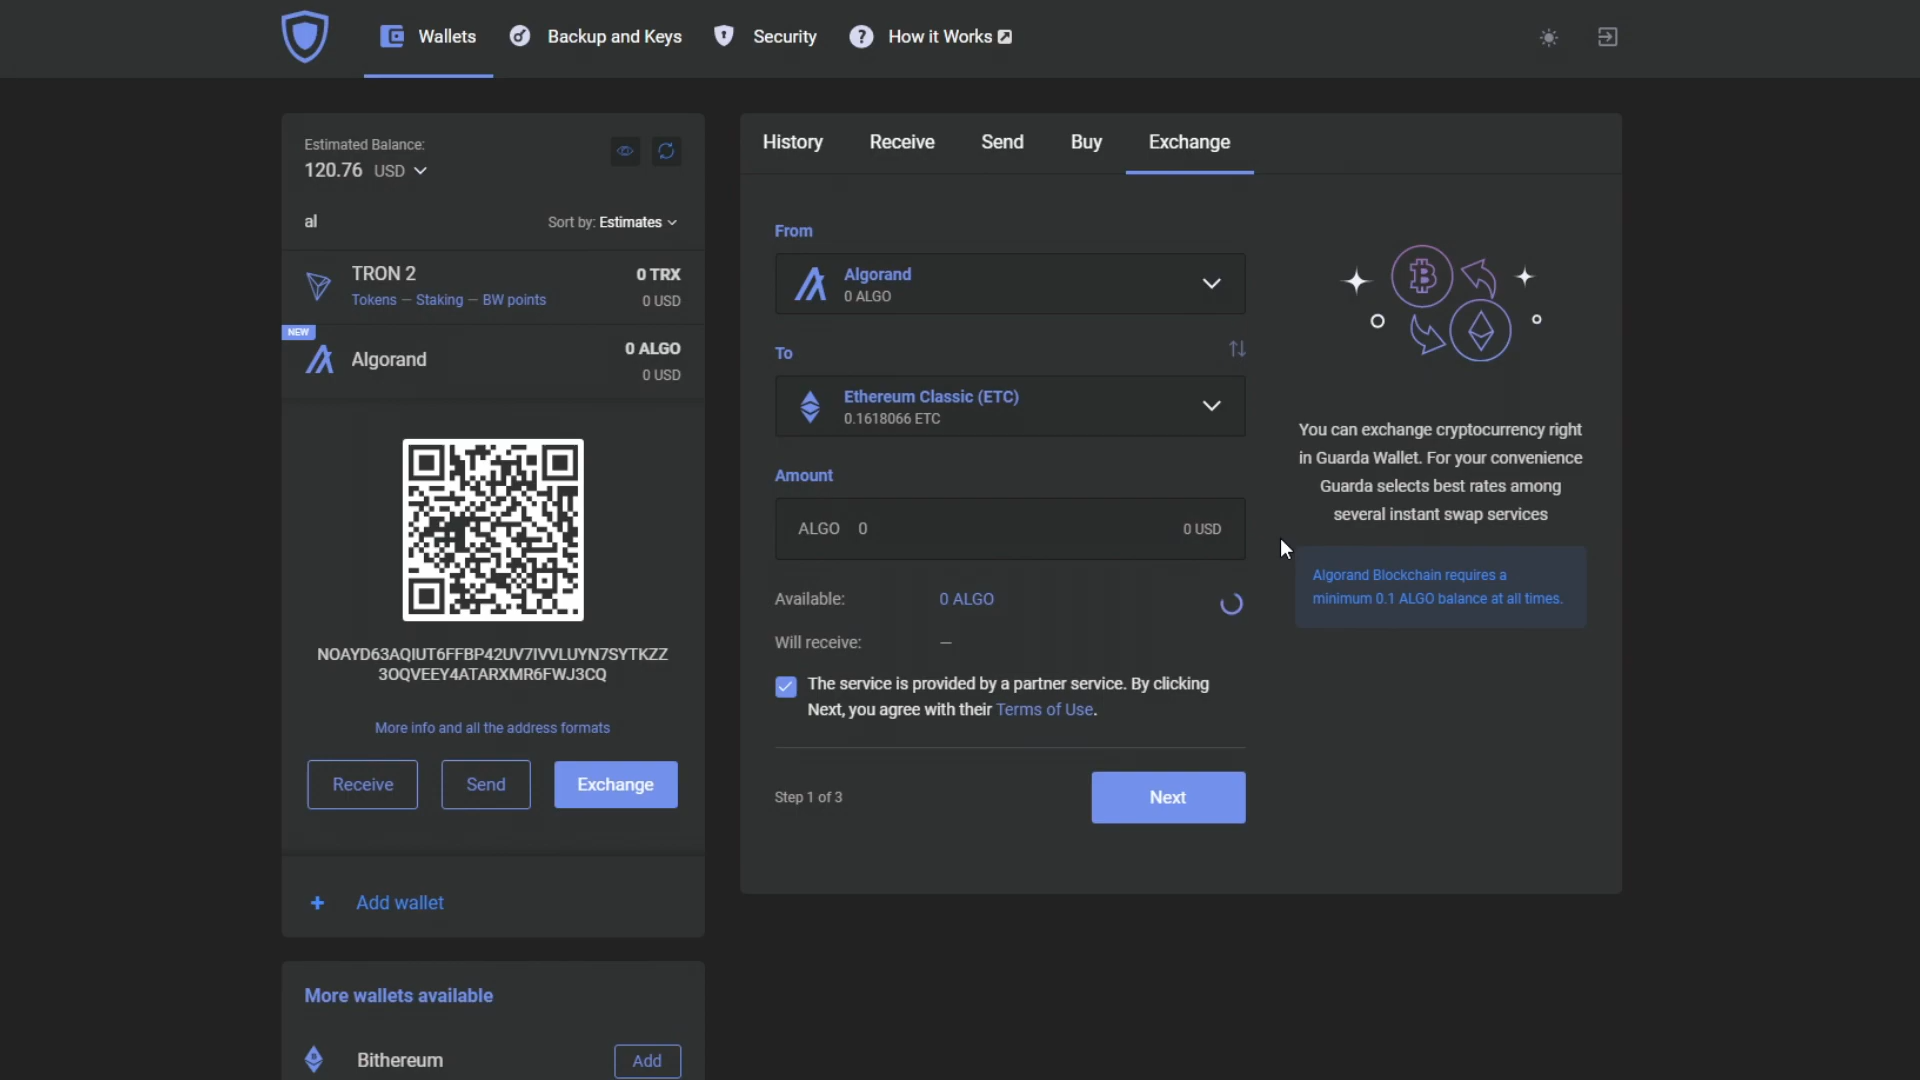 Wallets
Backup and Keys
Security
How it Works
Estimated Balance:
120.76 USD
al
Sort by: Estimates
TRON 2
0 TRX
Tokens — Staking — BW points
0 USD
NEW
Algorand
0 ALGO
0 USD
NOAYD63AQIUT6FFBP42UV7IVVLUYN7SYTKZZ
3OQVEEY4ATARXMR6FWJ3CQ
More info and all the address formats
Receive
Send
Exchange
+ Add wallet
More wallets available
Bithereum
Add
History
Receive
Send
Buy
Exchange
From
Algorand
0 ALGO
To
Ethereum Classic (ETC)
0.1618066 ETC
Amount
ALGO 0
0 USD
Available:
0 ALGO
Will receive:
—
The service is provided by a partner service. By clicking
Next, you agree with their Terms of Use.
Step 1 of 3
Next
You can exchange cryptocurrency right
in Guarda Wallet. For your convenience
Guarda selects best rates among
several instant swap services
Algorand Blockchain requires a
minimum 0.1 ALGO balance at all times.